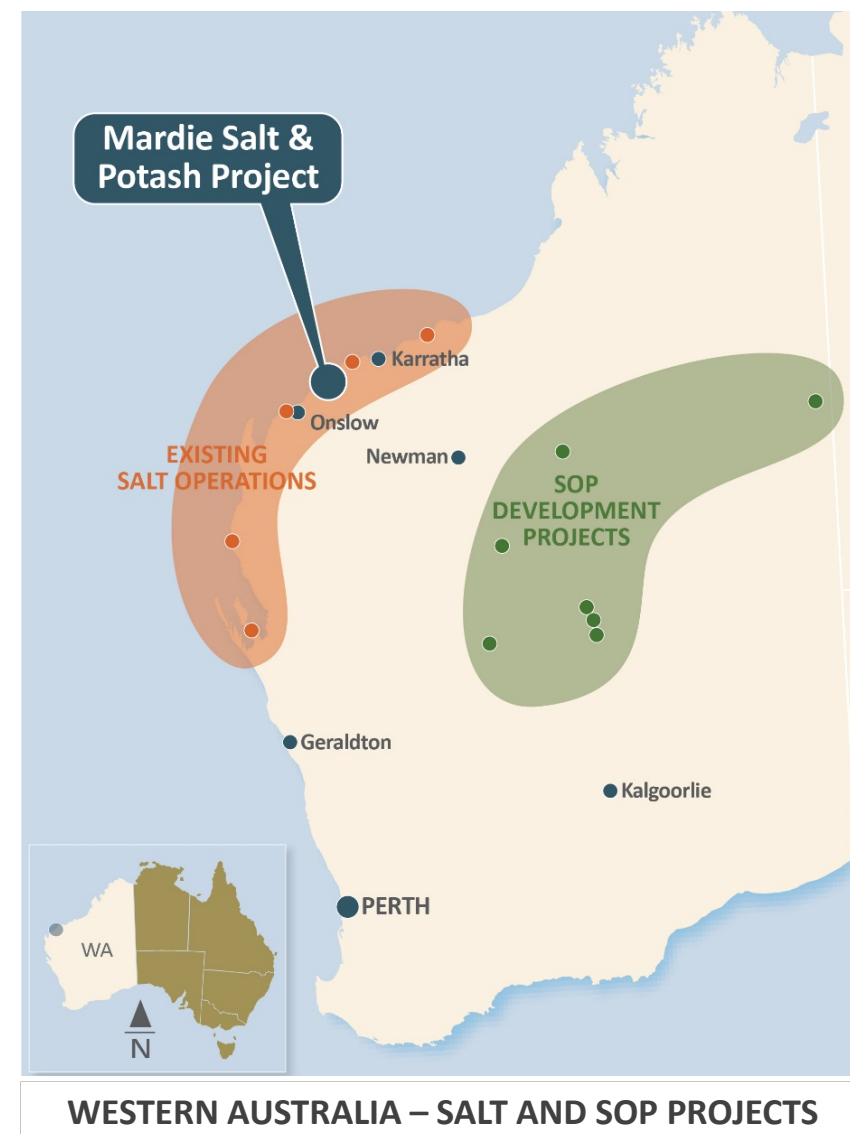 Mardie Salt &
Potash Project
Karratha
Onslow
EXISTING
SALT OPERATIONS
Newman
SOP
DEVELOPMENT
PROJECTS
Geraldton
Kalgoorlie
PERTH
WA
N
WESTERN AUSTRALIA – SALT AND SOP PROJECTS